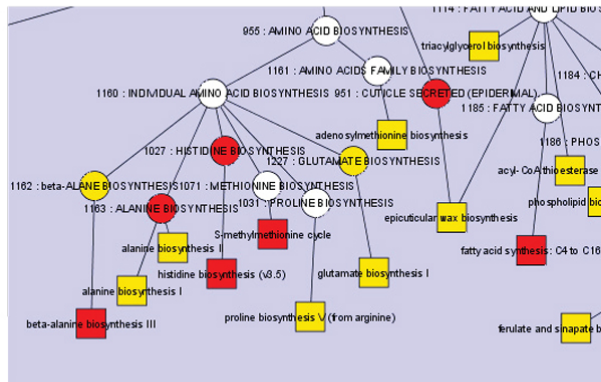 1114 : FATTY ACID AND LIPID B
955 : AMINO ACID BIOSYNTHESIS
triacylglycerol biosynthesis
1161 : AMINO ACIDS FAMILY BIOSYNTHESIS
1184 : CH
1160 : INDIVIDUAL AMINO ACID BIOSYNTHESIS
951 : CUTICLE SECRETED (EPIDERMAL)
1185 : FATTY ACID BIOSYNT
adenosylmethionine biosynthesis
1186 : PHOS
1027 : HISTIDINE BIOSYNTHESIS
1227 : GLUTAMATE BIOSYNTHESIS
acyl-CoA thioesterase
1162 : beta-ALANE BIOSYNTHESIS
1071 : METHIONINE BIOSYNTHESIS
1031 : PROLINE BIOSYNTHESIS
phospholipid bio
1163 : ALANINE BIOSYNTHESIS
epicuticular wax biosynthesis
S-methylmethionine cycle
alanine biosynthesis I
fatty acid synthesis: C4 to C16
histidine biosynthesis (v3.5)
glutamate biosynthesis I
alanine biosynthesis I
beta-alanine biosynthesis III
proline biosynthesis V (from arginine)
ferulate and sinapate b